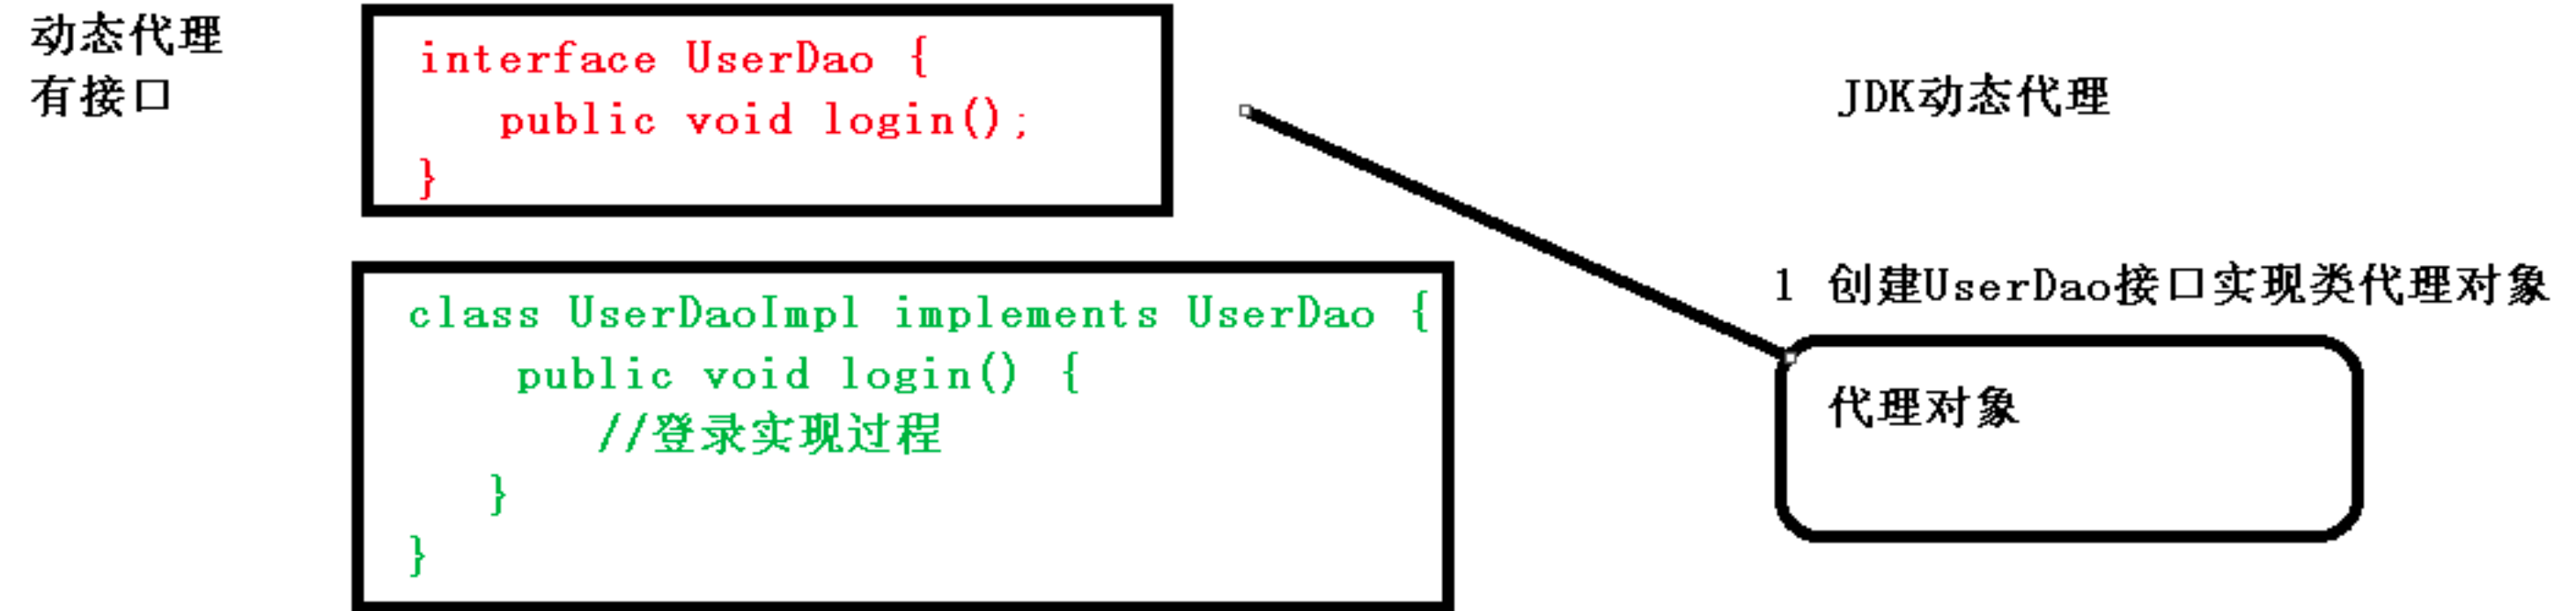 动态代理
有接口
interface UserDao {
public void login();
}
class UserDaoImpl implements UserDao {
public void login() {
//登录实现过程
}
}
JDK动态代理
1 创建UserDao接口实现类代理对象
代理对象